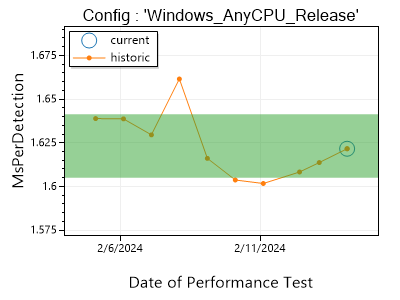 Config : 'Windows_AnyCPU_Release'
current
historic
MsPerDetection
1.675
1.65
1.625
1.6
1.575
2/6/2024
2/11/2024
Date of Performance Test